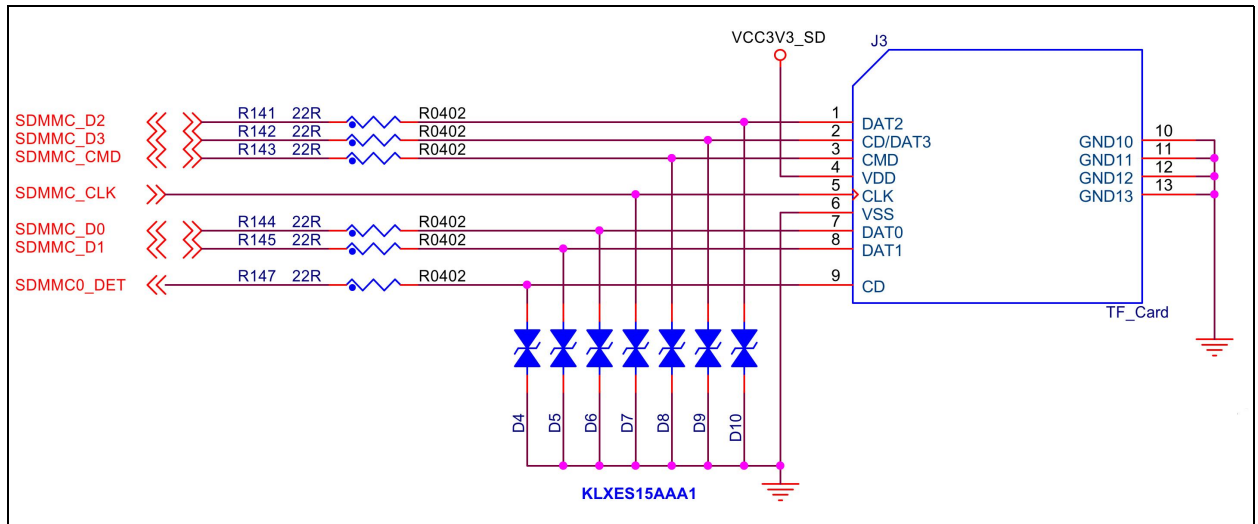 VCC3V3_SD
J3
SDMMC_D2 R141 22R R0402 1 DAT2
SDMMC_D3 R142 22R R0402 2 CD/DAT3
SDMMC_CMD R143 22R R0402 3 CMD
4 VDD
SDMMC_CLK 5 CLK
6 VSS
SDMMC_D0 R144 22R R0402 7 DAT0
SDMMC_D1 R145 22R R0402 8 DAT1
SDMMC0_DET R147 22R R0402 9 CD
GND10 10
GND11 11
GND12 12
GND13 13
TF_Card
D4 D5 D6 D7 D8 D9 D10
KLXES15AAA1